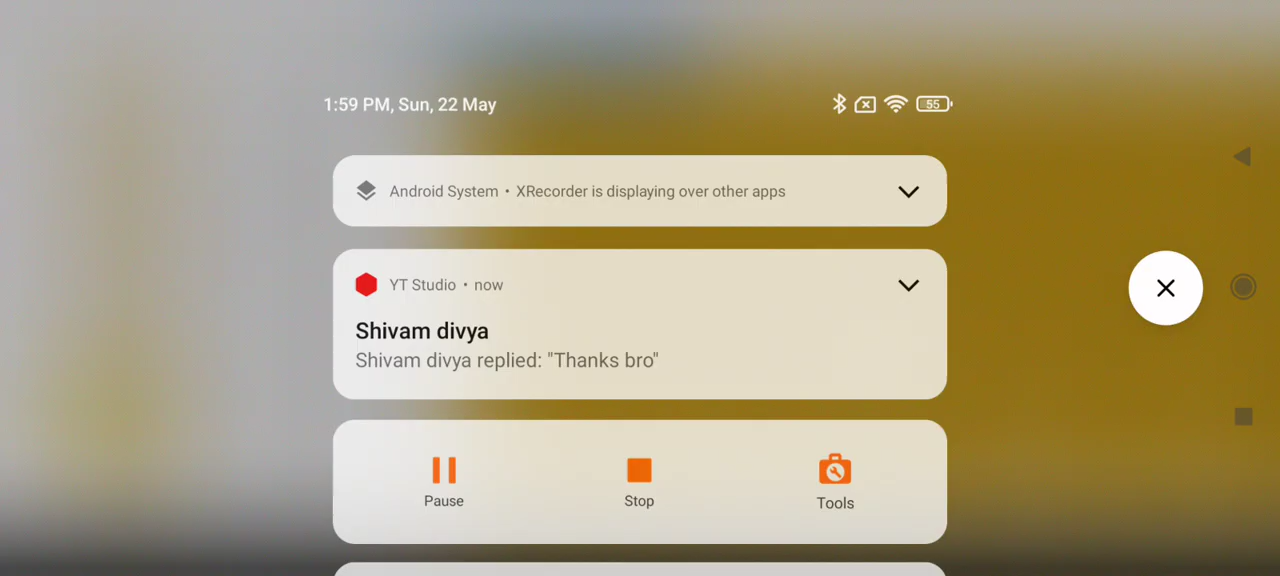 1:59 PM, Sun, 22 May
55
Android System • XRecorder is displaying over other apps
YT Studio • now
Shivam divya
Shivam divya replied: "Thanks bro"
Pause
Stop
Tools